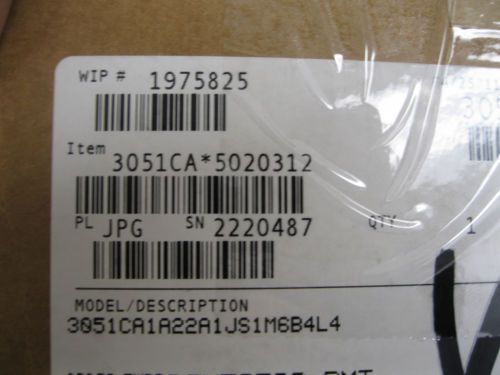 WIP # 1975825
Item 3051CA*5020312
PL JPG SN 2220487 QTY 1
MODEL/DESCRIPTION
3051CA1A22A1JS1M6B4L4